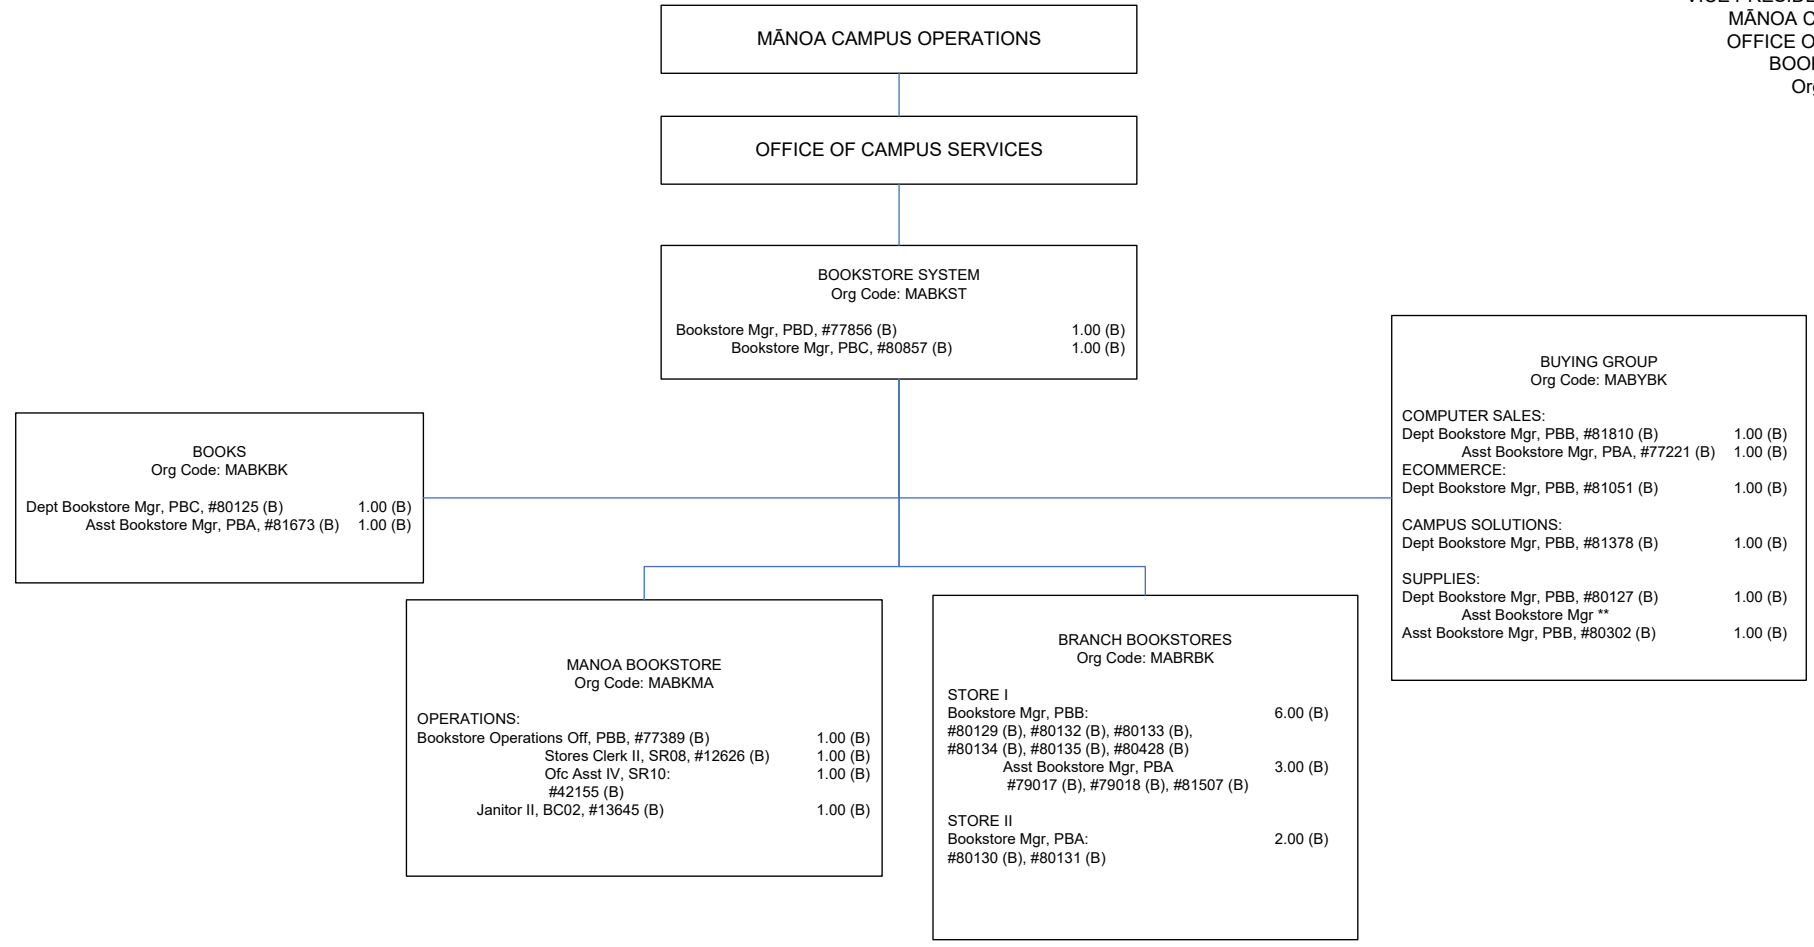 MĀNOA C
OFFICE O
BOO
Org
MĀNOA CAMPUS OPERATIONS
OFFICE OF CAMPUS SERVICES
BOOKSTORE SYSTEM
Org Code: MABKST
Bookstore Mgr, PBD, #77856 (B) 1.00 (B)
Bookstore Mgr, PBC, #80857 (B) 1.00 (B)
BOOKS
Org Code: MABKBK
Dept Bookstore Mgr, PBC, #80125 (B) 1.00 (B)
Asst Bookstore Mgr, PBA, #81673 (B) 1.00 (B)
MANOA BOOKSTORE
Org Code: MABKMA
OPERATIONS:
Bookstore Operations Off, PBB, #77389 (B) 1.00 (B)
Stores Clerk II, SR08, #12626 (B) 1.00 (B)
Ofc Asst IV, SR10: 1.00 (B)
#42155 (B)
Janitor II, BC02, #13645 (B) 1.00 (B)
BRANCH BOOKSTORES
Org Code: MABRBK
STORE I
Bookstore Mgr, PBB: 6.00 (B)
#80129 (B), #80132 (B), #80133 (B),
#80134 (B), #80135 (B), #80428 (B)
Asst Bookstore Mgr, PBA 3.00 (B)
#79017 (B), #79018 (B), #81507 (B)
STORE II
Bookstore Mgr, PBA: 2.00 (B)
#80130 (B), #80131 (B)
BUYING GROUP
Org Code: MABYBK
COMPUTER SALES:
Dept Bookstore Mgr, PBB, #81810 (B) 1.00 (B)
Asst Bookstore Mgr, PBA, #77221 (B) 1.00 (B)
ECOMMERCE:
Dept Bookstore Mgr, PBB, #81051 (B) 1.00 (B)
CAMPUS SOLUTIONS:
Dept Bookstore Mgr, PBB, #81378 (B) 1.00 (B)
SUPPLIES:
Dept Bookstore Mgr, PBB, #80127 (B) 1.00 (B)
Asst Bookstore Mgr **
Asst Bookstore Mgr, PBB, #80302 (B) 1.00 (B)